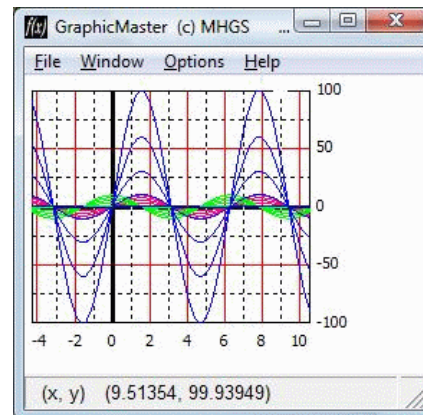 f(x) GraphicMaster (c) MHGS ...
File Window Options Help
100
50
0
-50
-100
-4 -2 0 2 4 6 8 10
(x, y) (9.51354, 99.93949)